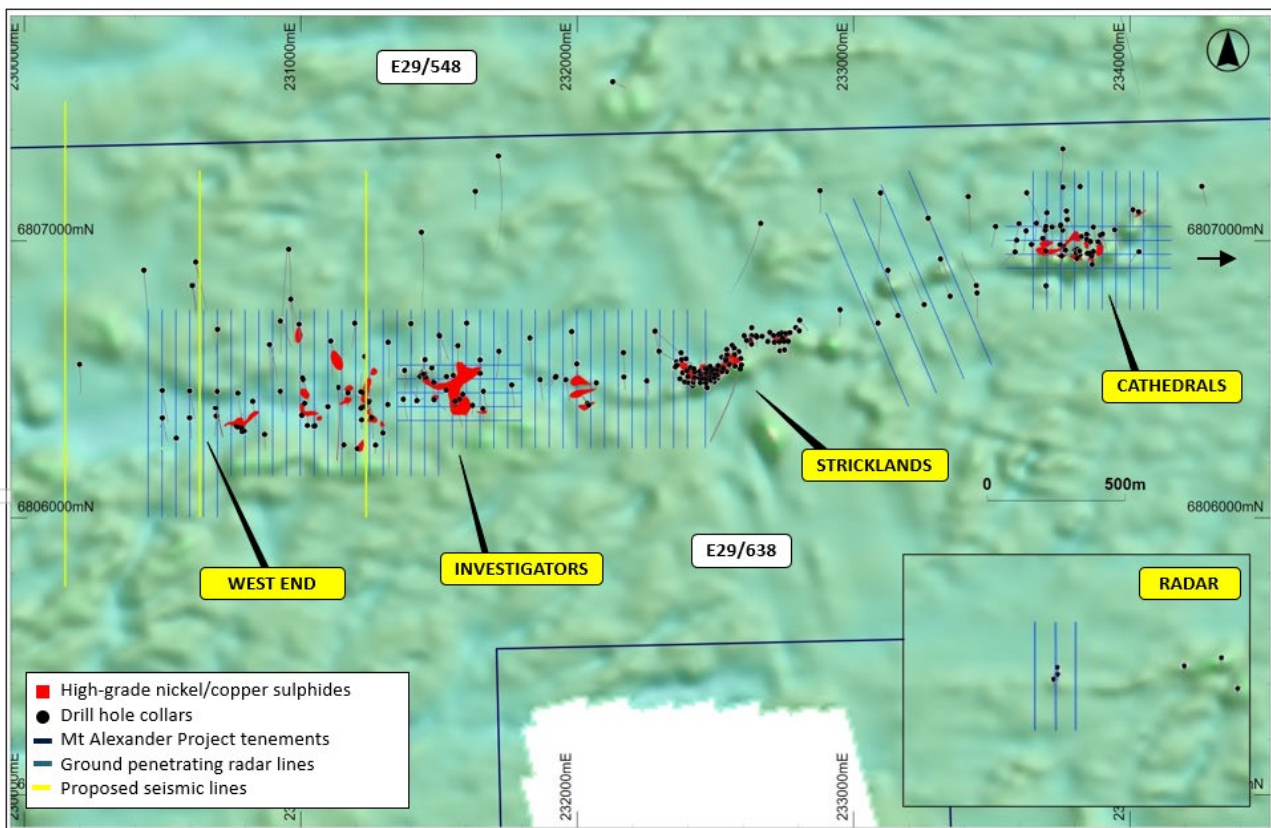 230000mE
231000mE
232000mE
233000mE
234000mE
E29/548
6807000mN
6807000mN
CATHEDRALS
STRICKLANDS
0 500m
6806000mN
6806000mN
E29/638
INVESTIGATORS
WEST END
RADAR
High-grade nickel/copper sulphides
Drill hole collars
Mt Alexander Project tenements
Ground penetrating radar lines
Proposed seismic lines
232000mE
233000mE